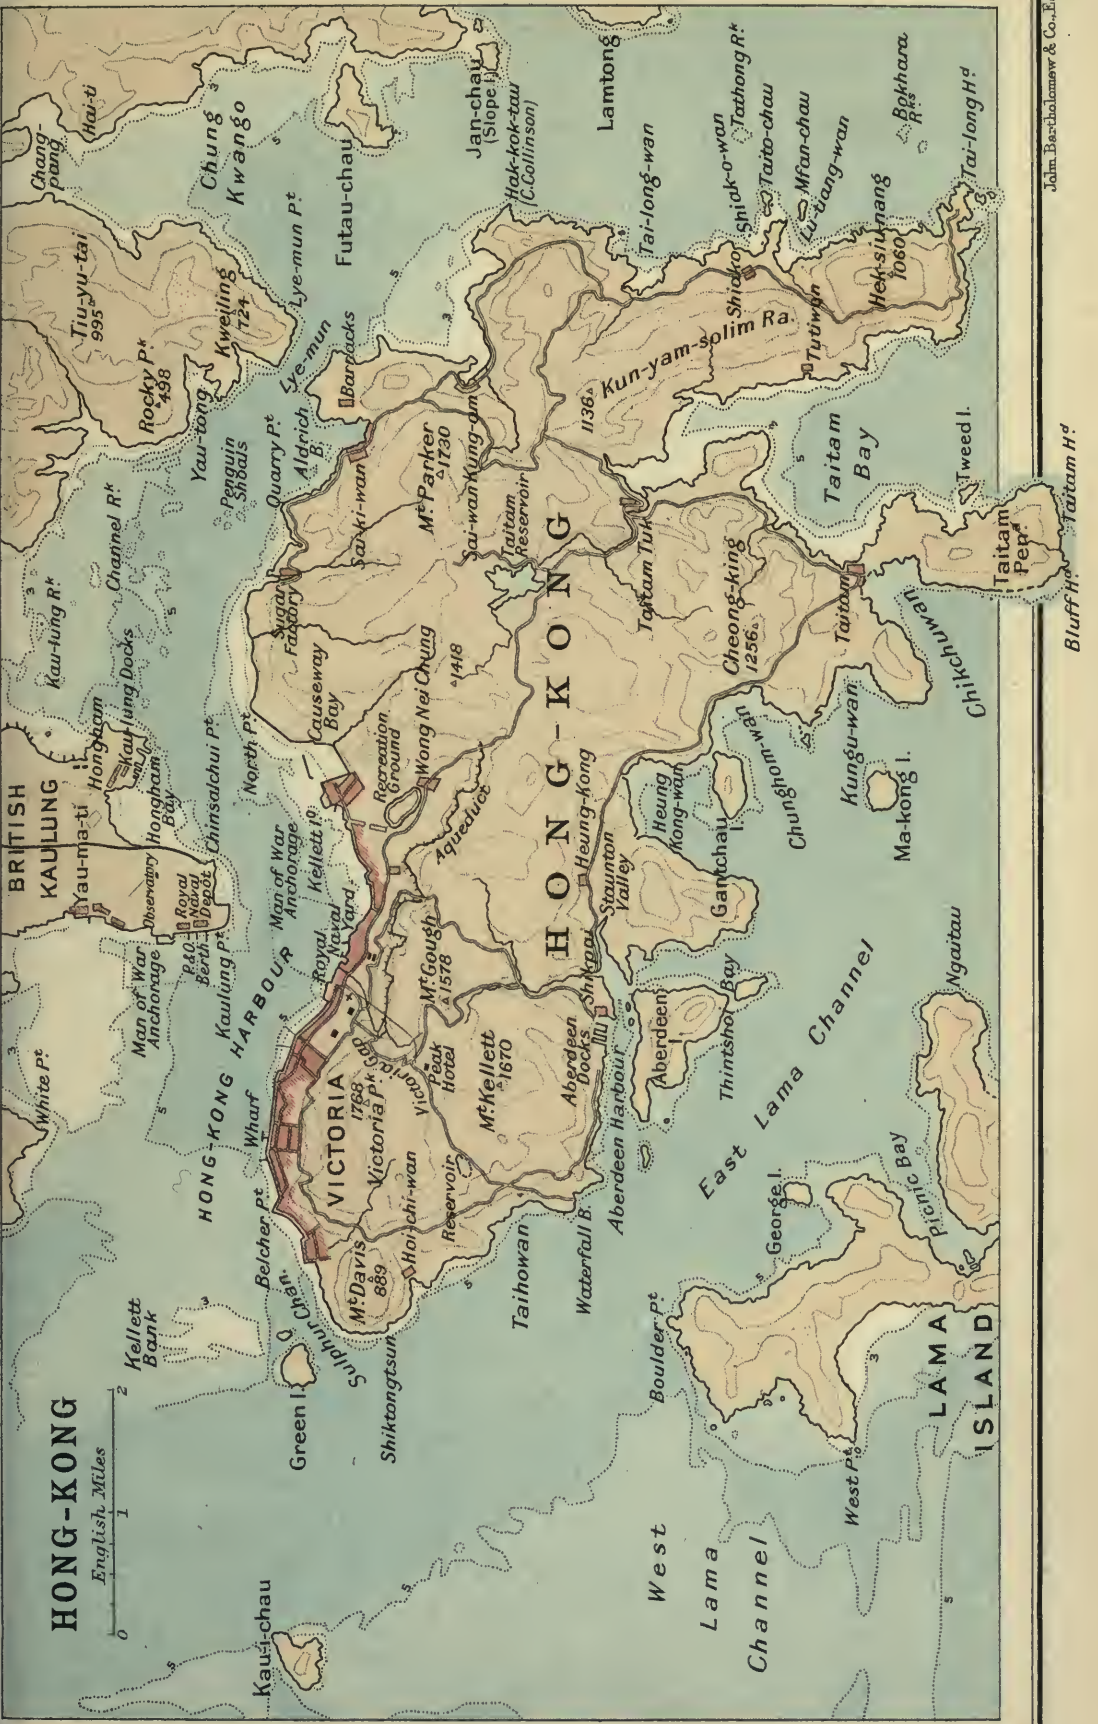 HONG-KONG
English Miles
0
1
2
Kau-i-chau
Green I.
Sulphur Chan.
Shiktongtsun
Kellett
Bank
Belcher Pt.
HONG-KONG HARBOUR
Wharf
White Pt.
Man of War
Anchorage
P.&O.
Berth
Kaulung Pt.
BRITISH
KAULUNG
Yau-ma-ti
Observatory
Royal
Naval
Depôt
Hongham
Kau-lung Docks
Hongham
Bay
Chinsalchui Pt.
Man of War
Anchorage
Kellett Id.
North Pt.
Kau-lung Rk.
Channel Rk.
Penguin
Shoals
Yau-tong
Quarry Pt.
Aldrich
B.
Rocky Pk.
498
Tiu-yu-tai
995
Kweiling
724
Lye-mun Pt.
Lye-mun
Chang-
pang
Hai-ti
Chung
Kwango
Futau-chau
Jan-chau
(Slope I.)
Hak-kok-tau
(C. Collinson)
Lamtong
Tai-long-wan
Shiak-o-wan
Tathong Rk.
Taito-chau
Mfan-chau
Lu-tiang-wan
Bokhara
Rks
Tai-long Hd.
VICTORIA
1768
Victoria Pk.
Victoria Gap
Royal
Naval
Yard
Mt. Davis
889
Hoi-chi-wan
Reservoir
Peak
Hotel
Mt. Gough
1578
Mt. Kellett
1670
Taihowan
Waterfall B.
Aberdeen
Docks
Shikpai
Aberdeen Harbour
Aberdeen
I.
Thintshoi Bay
Staunton
Valley
Heung-Kong
Heung
Kong-wan
Gantchau
I.
HONG-KONG
Aqueduct
Recreation
Ground
Wong Nei Chung
Causeway
Bay
1418
Sugar
Factory
Sai-ki-wan
Barracks
Mt. Parker
1730
Sai-wan
Kung-am
Taitam
Reservoir
Taitam Tuk
1136
Kun-yam-solim Ra.
Shiako
Tutiwan
Hek-siu-nang
1060
Cheong-king
1256
Taitam
Taitam
Bay
Tweed I.
Taitam
Pena.
Taitam Hd.
Bluff Hd.
Chikchuwan
Chunghom-wan
Kungu-wan
Ma-kong I.
East Lama Channel
Ngaitau
Picnic Bay
George I.
Boulder Pt.
West Pt.
LAMA
ISLAND
West
Lama
Channel
3
5